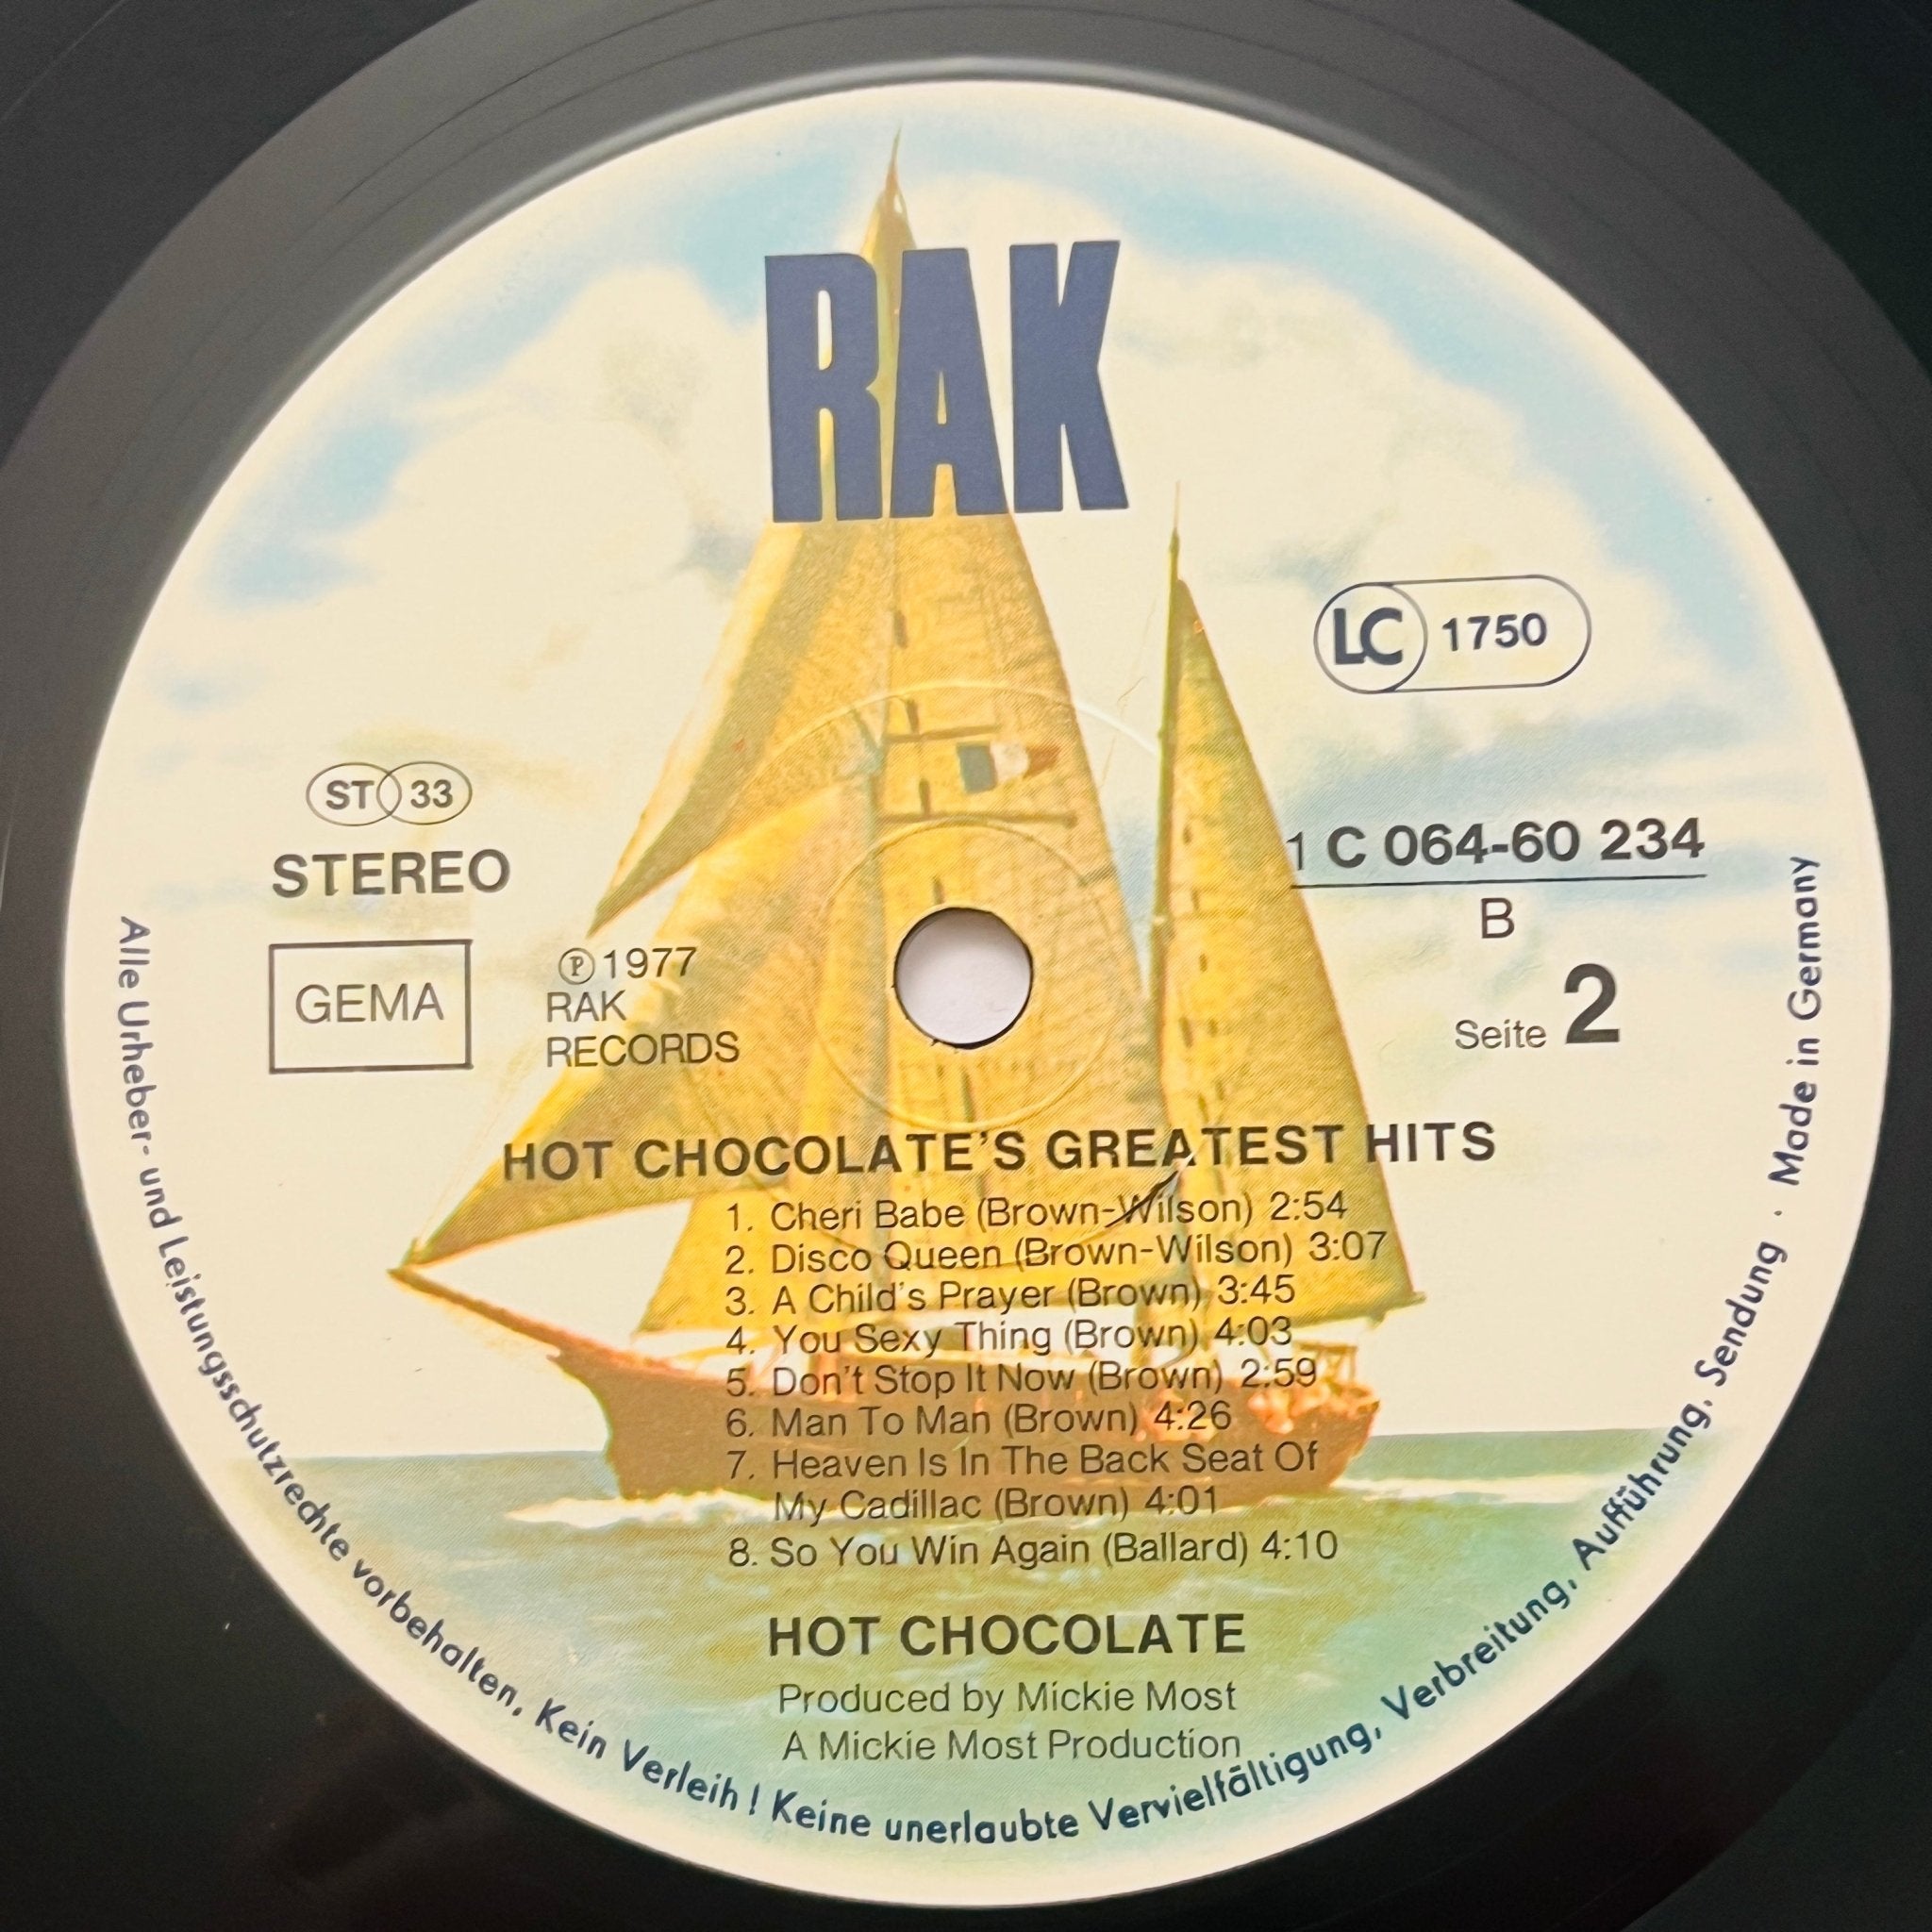 RAK
LC 1750
ST 33
STEREO
1 C 064-60 234
B
Seite 2
GEMA
℗ 1977
RAK
RECORDS
HOT CHOCOLATE'S GREATEST HITS
1. Cheri Babe (Brown-Wilson) 2:54
2. Disco Queen (Brown-Wilson) 3:07
3. A Child's Prayer (Brown) 3:45
4. You Sexy Thing (Brown) 4:03
5. Don't Stop It Now (Brown) 2:59
6. Man To Man (Brown) 4:26
7. Heaven Is In The Back Seat Of
My Cadillac (Brown) 4:01
8. So You Win Again (Ballard) 4:10
HOT CHOCOLATE
Produced by Mickie Most
A Mickie Most Production
Alle Urheber- und Leistungsschutzrechte vorbehalten. Kein Verleih! Keine unerlaubte Vervielfältigung, Verbreitung, Aufführung, Sendung · Made in Germany